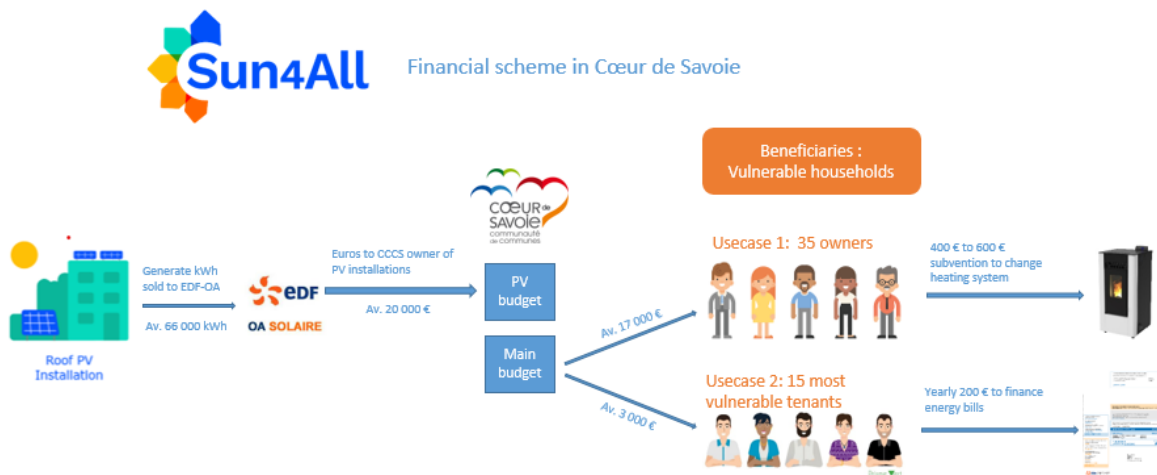 Sun4All
Financial scheme in Cœur de Savoie
Beneficiaries :
Vulnerable households
CŒUR de
SAVOIE
communauté
de communes
Generate kWh
sold to EDF-OA
Av. 66 000 kWh
Roof PV
Installation
eDF
OA SOLAIRE
Euros to CCCS owner of
PV installations
Av. 20 000 €
PV
budget
Main
budget
Av. 17 000 €
Av. 3 000 €
Usecase 1: 35 owners
400 € to 600 €
subvention to change
heating system
Usecase 2: 15 most
vulnerable tenants
Yearly 200 € to finance
energy bills